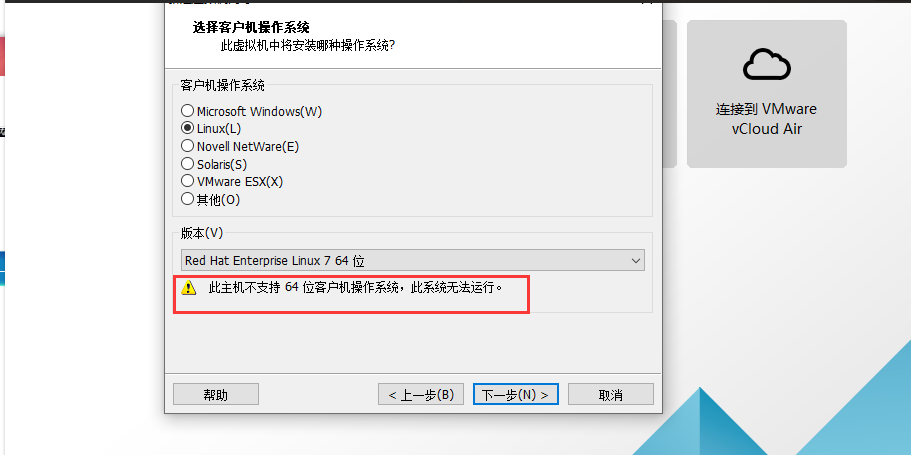 选择客户机操作系统
此虚拟机中将安装哪种操作系统?
客户机操作系统
Microsoft Windows(W)
Linux(L)
Novell NetWare(E)
Solaris(S)
VMware ESX(X)
其他(O)
版本(V)
Red Hat Enterprise Linux 7 64 位
此主机不支持 64 位客户机操作系统，此系统无法运行。
帮助
< 上一步(B)
下一步(N) >
取消
连接到 VMware
vCloud Air